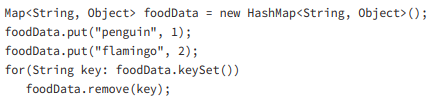 Map<String, Object> foodData = new HashMap<String, Object>();
foodData.put("penguin", 1);
foodData.put("flamingo", 2);
for(String key: foodData.keySet())
   foodData.remove(key);